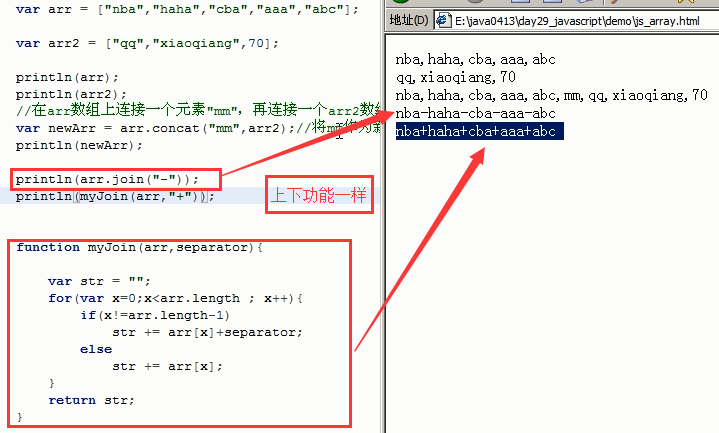 var arr = ["nba","haha","cba","aaa","abc"];
var arr2 = ["qq","xiaoqiang",70];
println(arr);
println(arr2);
//在arr数组上连接一个元素"mm", 再连接一个arr2数组
var newArr = arr.concat("mm",arr2);//将mm作为新
println(newArr);
println(arr.join("-"));
println(myJoin(arr,"+"));
上下功能一样
function myJoin(arr,separator){
var str = "";
for(var x=0;x<arr.length ; x++){
if(x!=arr.length-1)
str += arr[x]+separator;
else
str += arr[x];
}
return str;
}
地址(D)
E:\java0413\day29_javascript\demo\js_array.html
nba,haha,cba,aaa,abc
qq,xiaoqiang,70
nba,haha,cba,aaa,abc,mm,qq,xiaoqiang,70
nba-haha-cba-aaa-abc
nba+haha+cba+aaa+abc